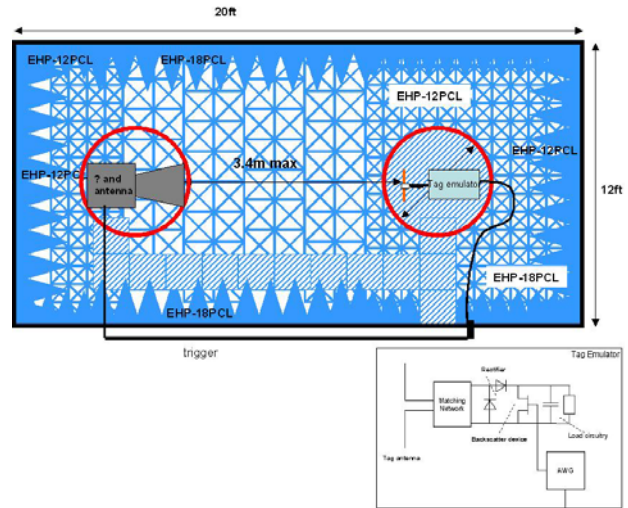 20ft
EHP-12PCL
EHP-18PCL
EHP-12PCL
EHP-12PCL
3.4m max
EHP-12PCL
? and
antenna
Tag emulator
12ft
EHP-18PCL
EHP-18PCL
trigger
Tag Emulator
Rectifier
Matching
Network
Backscatter device
Load circuitry
Tag antenna
AWG